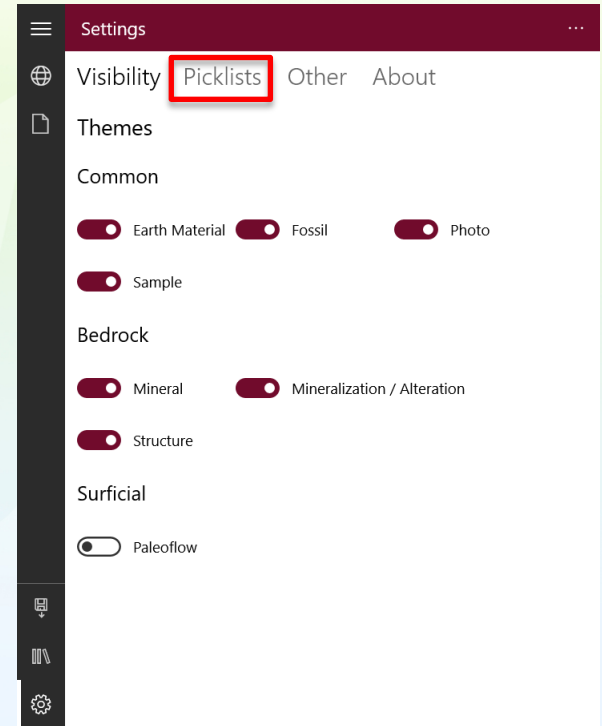 Settings
Visibility Picklists Other About
Themes
Common
Earth Material Fossil Photo
Sample
Bedrock
Mineral Mineralization / Alteration
Structure
Surficial
Paleoflow